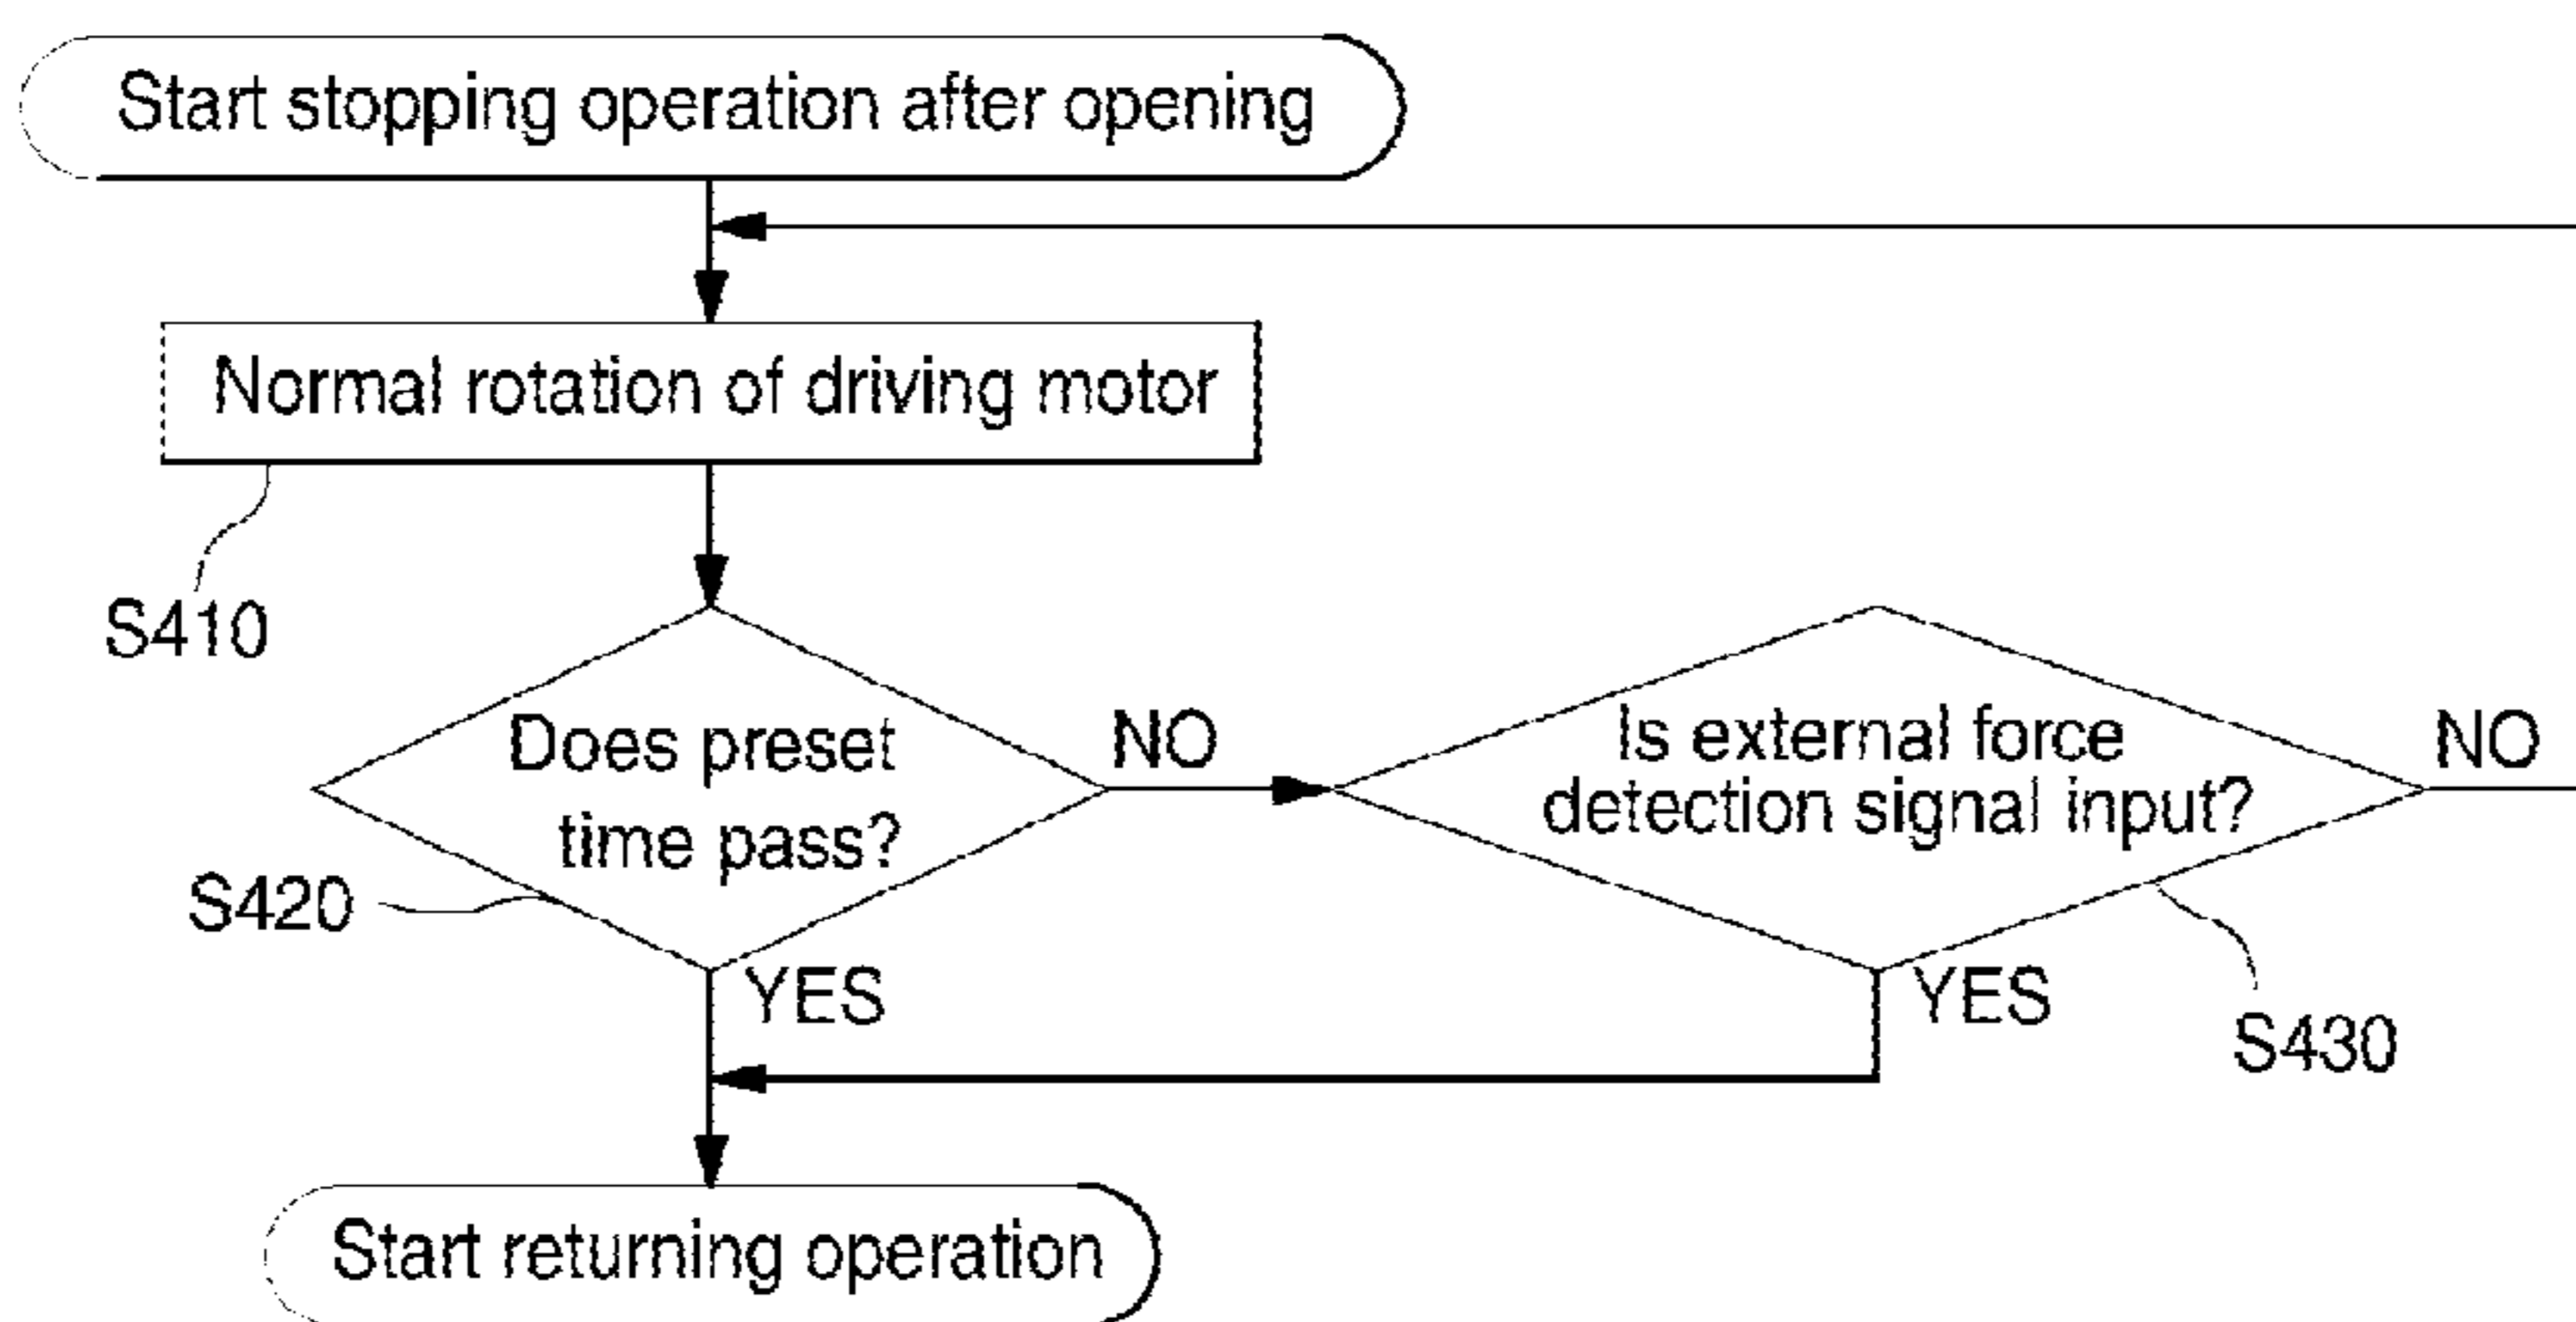 Start stopping operation after opening
Normal rotation of driving motor
S410
Does preset
time pass?
S420
NO
YES
Is external force
detection signal input?
NO
YES
S430
Start returning operation